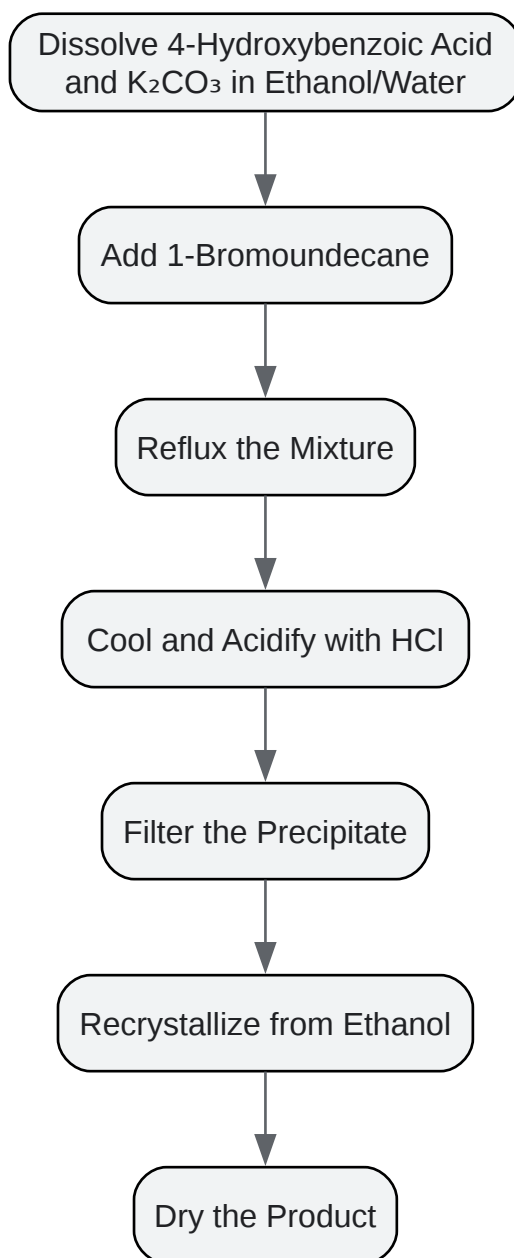 Dissolve 4-Hydroxybenzoic Acid
and K₂CO₃ in Ethanol/Water
Add 1-Bromoundecane
Reflux the Mixture
Cool and Acidify with HCl
Filter the Precipitate
Recrystallize from Ethanol
Dry the Product